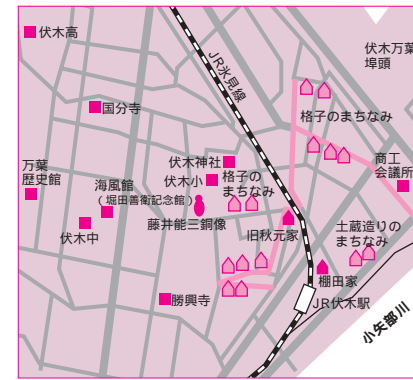 伏木高
伏木万葉
埠頭
JR氷見線
国分寺
格子のまちなみ
万葉
歴史館
伏木神社
伏木小
格子の
まちなみ
商工
会議所
海風館
(堀田善衞記念館)
伏木中
藤井能三銅像
旧秋元家
土蔵造りの
まちなみ
棚田家
勝興寺
JR伏木駅
小矢部川